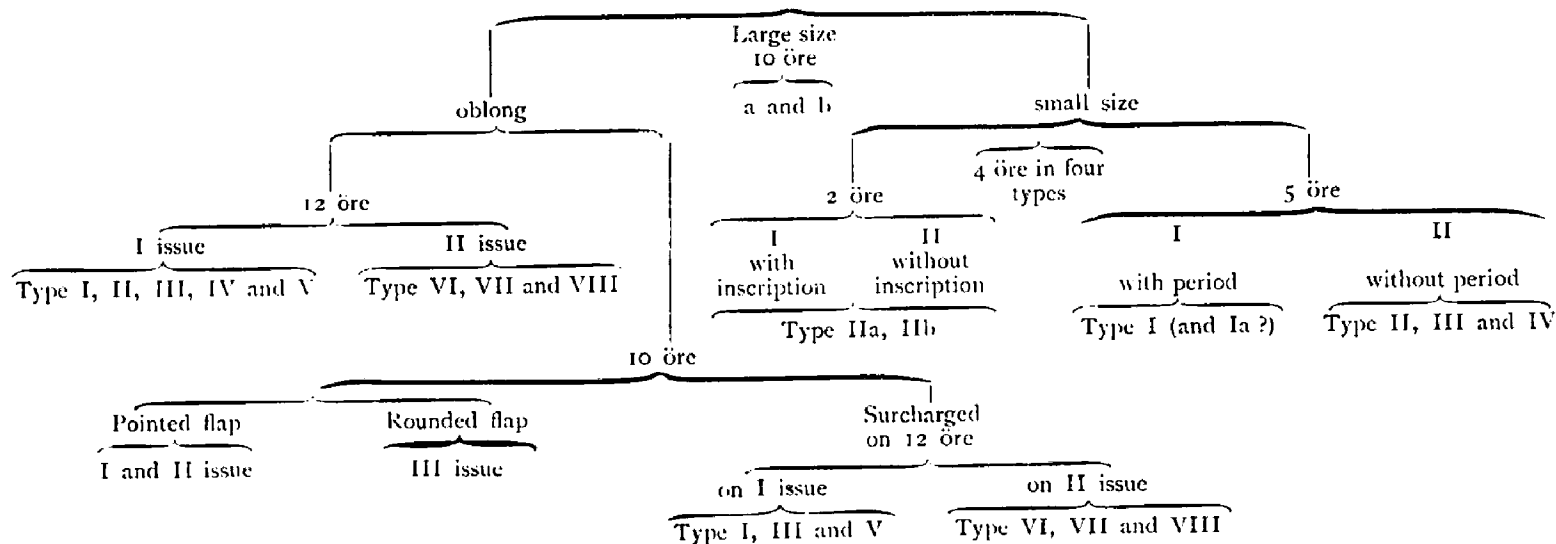 Large size
10 öre
a and b
oblong
small size
4 öre in four
types
12 öre
2 öre
5 öre
I issue
II issue
I
with
inscription
II
without
inscription
I
II
with period
without period
Type I, II, III, IV and V
Type VI, VII and VIII
Type IIa, IIb
Type I (and Ia ?)
Type II, III and IV
10 öre
Pointed flap
Rounded flap
Surcharged
on 12 öre
I and II issue
III issue
on I issue
on II issue
Type I, III and V
Type VI, VII and VIII